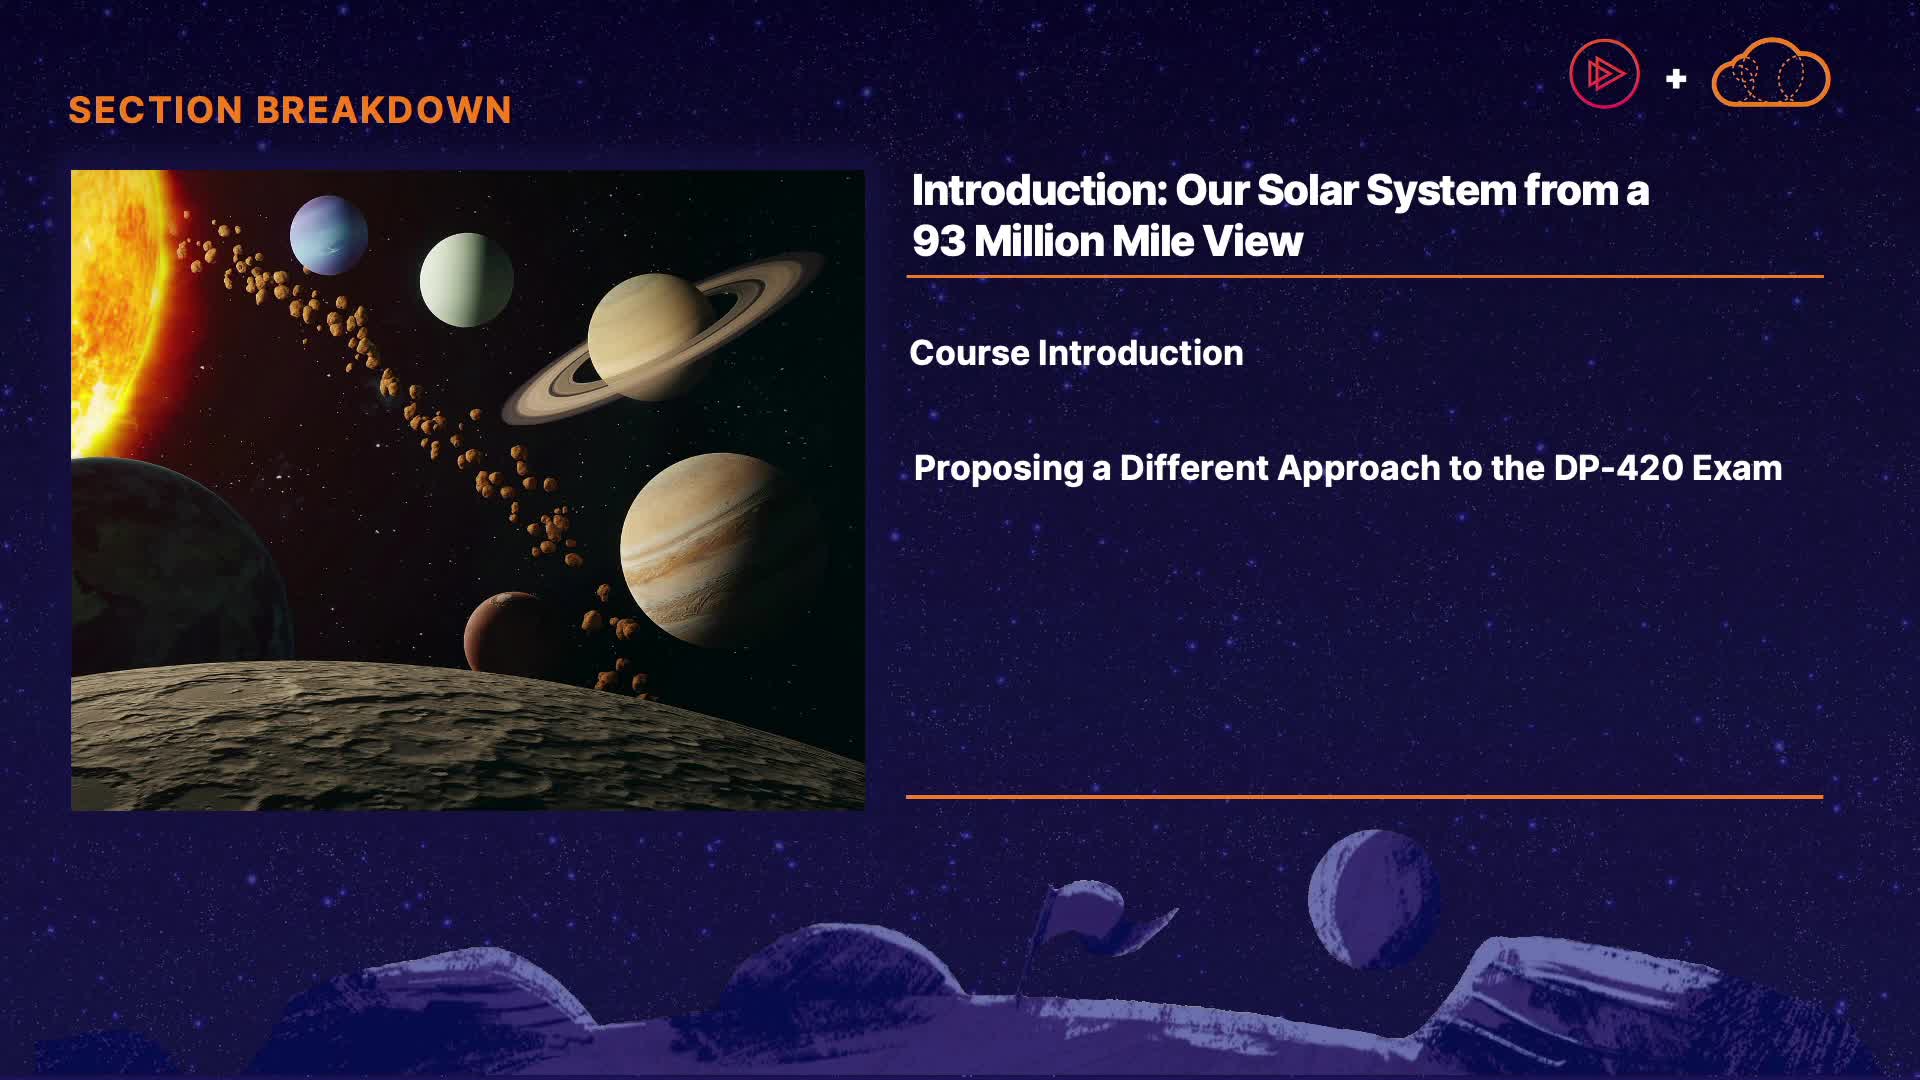 SECTION BREAKDOWN
+
Introduction: Our Solar System from a
93 Million Mile View
Course Introduction
Proposing a Different Approach to the DP-420 Exam